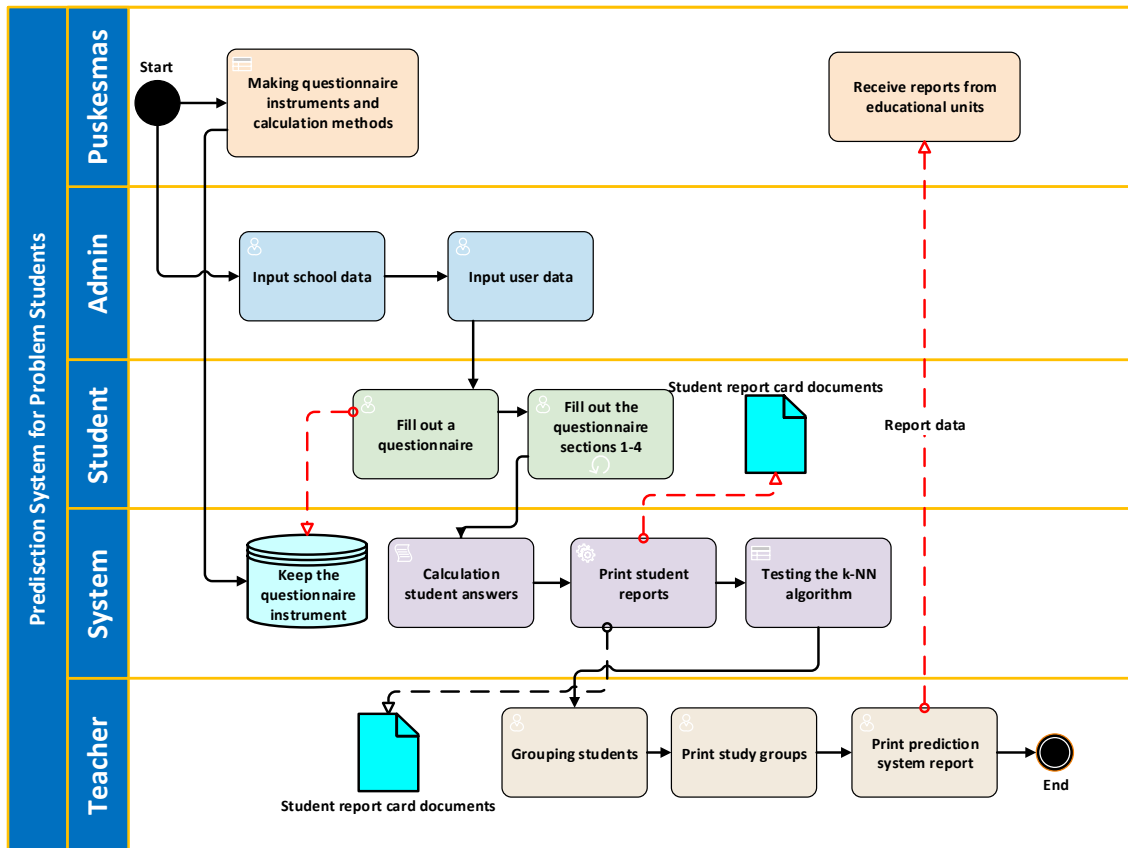 Predisction System for Problem Students
Puskesmas
Start
Making questionnaire
instruments and
calculation methods
Receive reports from
educational units
Admin
Input school data
Input user data
Student
Fill out a
questionnaire
Fill out the
questionnaire
sections 1-4
Student report card documents
Report data
System
Keep the
questionnaire
instrument
Calculation
student answers
Print student
reports
Testing the k-NN
algorithm
Teacher
Student report card documents
Grouping students
Print study groups
Print prediction
system report
End